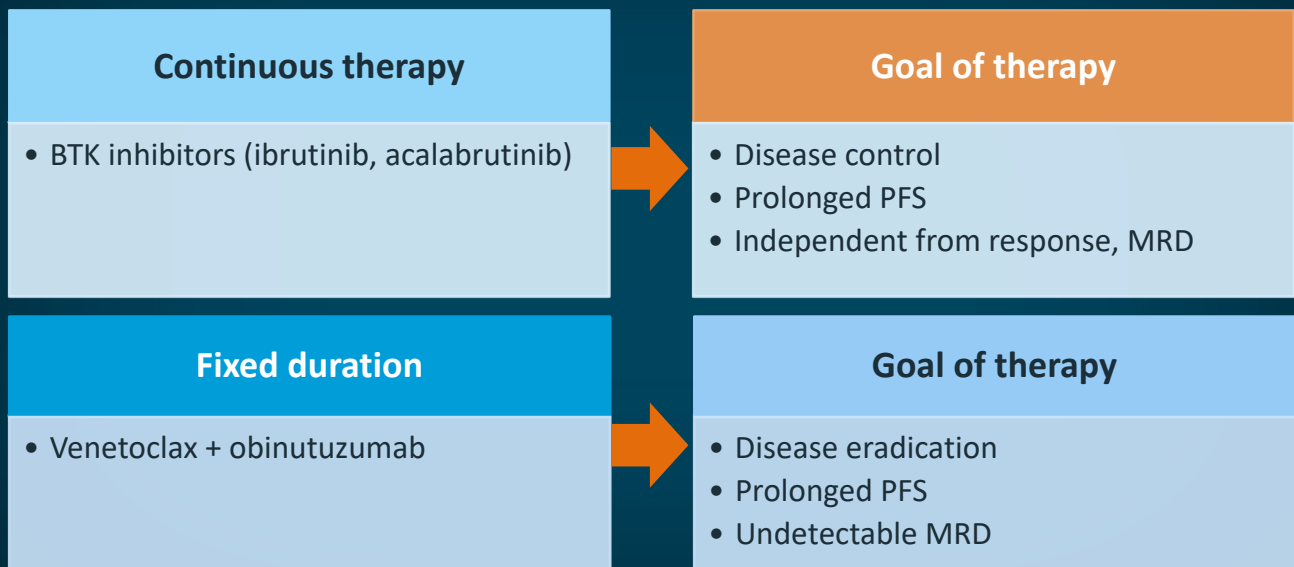 Continuous therapy
• BTK inhibitors (ibrutinib, acalabrutinib)
Goal of therapy
• Disease control
• Prolonged PFS
• Independent from response, MRD
Fixed duration
• Venetoclax + obinutuzumab
Goal of therapy
• Disease eradication
• Prolonged PFS
• Undetectable MRD